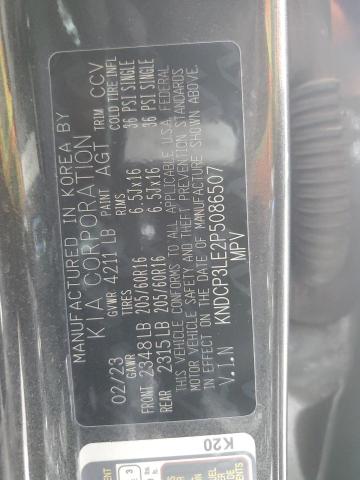 MANUFACTURED IN KOREA BY
KIA CORPORATION
02/23 GVWR 4211 LB PAINT AGT TRIM CCV
GAWR TIRES RIMS COLD TIRE INFL
FRONT 2348 LB 205/60R16 6.5Jx16 36 PSI SINGLE
REAR 2315 LB 205/60R16 6.5Jx16 36 PSI SINGLE
THIS VEHICLE CONFORMS TO ALL APPLICABLE U.S.A. FEDERAL
MOTOR VEHICLE SAFETY AND THEFT PREVENTION STANDARDS
IN EFFECT ON THE DATE OF MANUFACTURE SHOWN ABOVE.
V.I.N KNDCP3LE2P5086507
MPV
K20
3